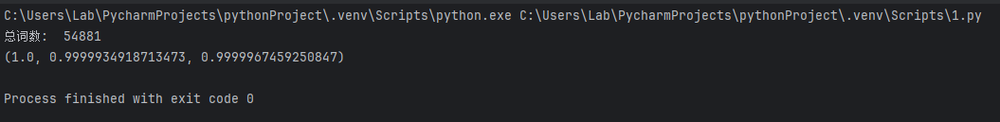 C:\Users\Lab\PycharmProjects\pythonProject\.venv\Scripts\python.exe C:\Users\Lab\PycharmProjects\pythonProject\.venv\Scripts\1.py
总词数:  54881
(1.0, 0.9999934918713473, 0.9999967459250847)
Process finished with exit code 0